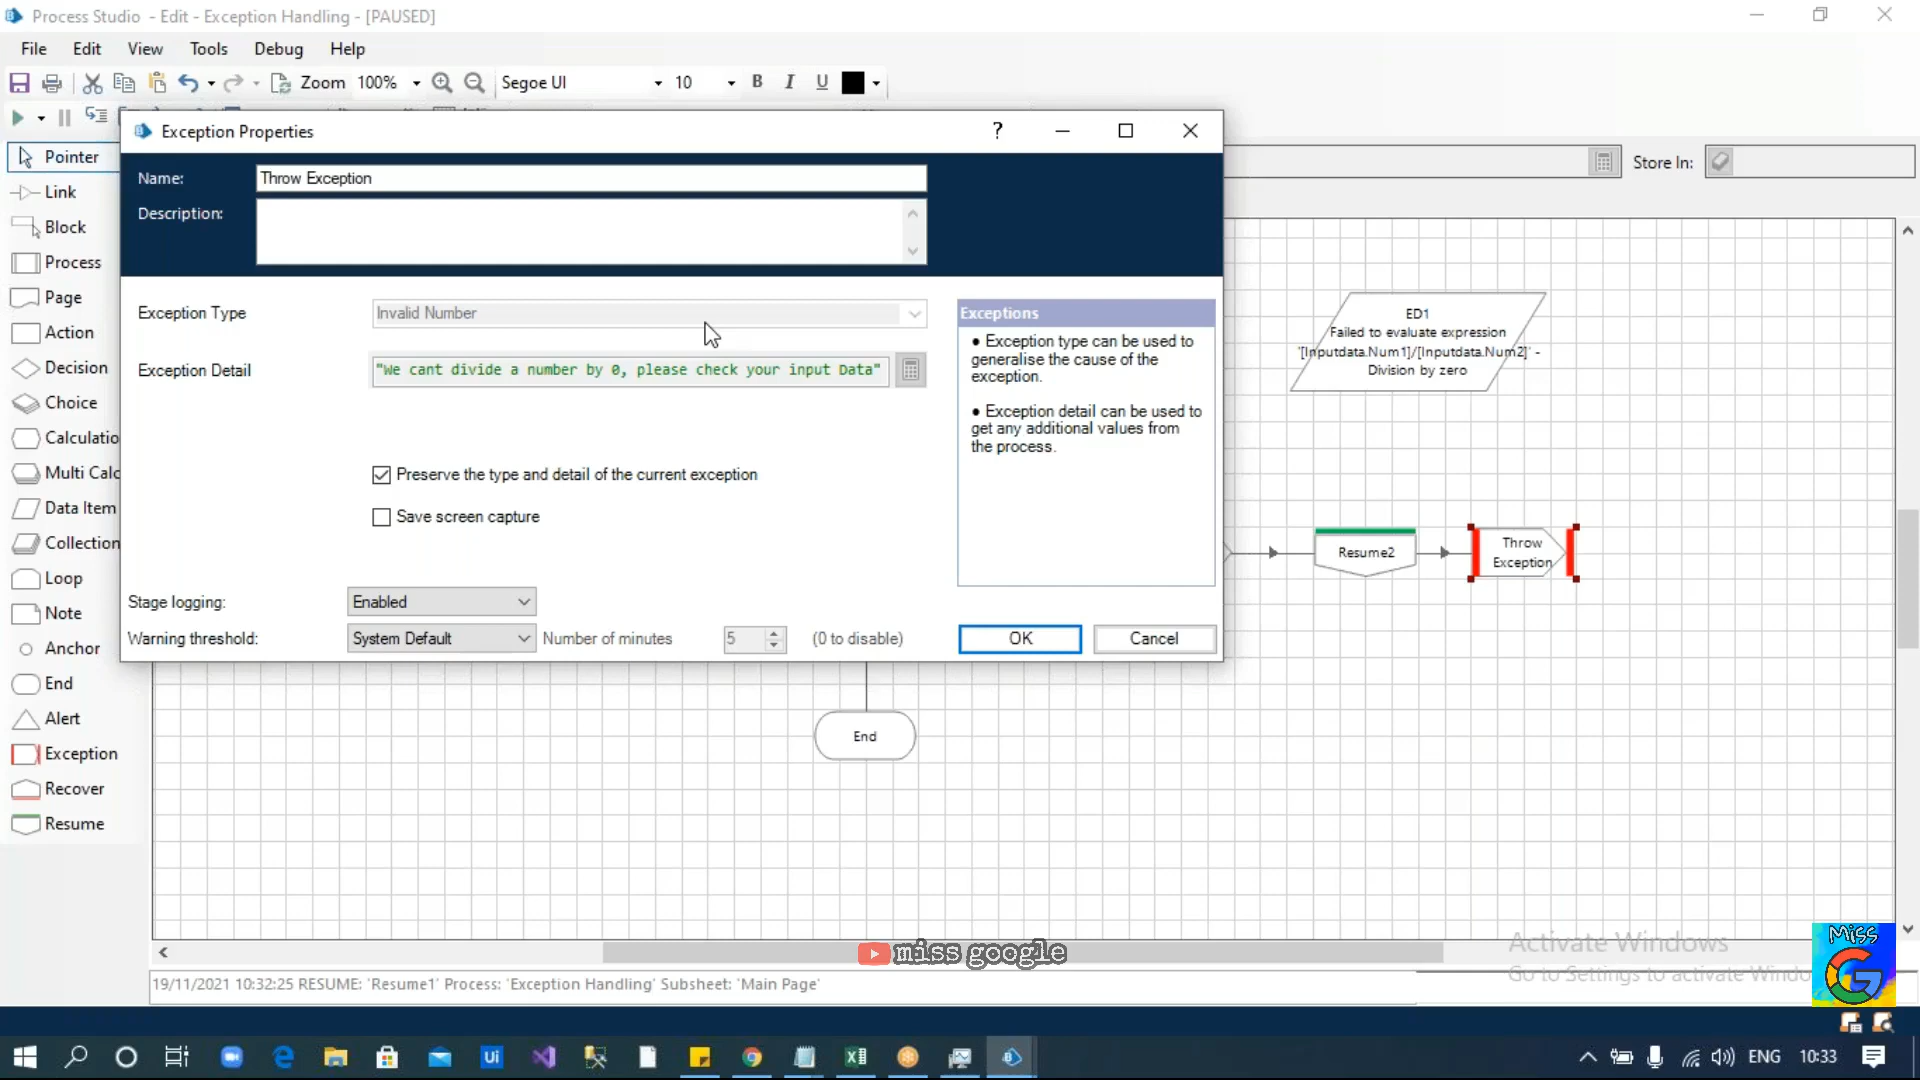 Process Studio - Edit - Exception Handling - [PAUSED]
File Edit View Tools Debug Help
Zoom 100% Segoe UI 10 B I U
Exception Properties ?
Pointer
Link
Block
Process
Page
Action
Decision
Choice
Calculatio
Multi Calc
Data Item
Collection
Loop
Note
Anchor
End
Alert
Exception
Recover
Resume
Name: Throw Exception
Description:
Exception Type Invalid Number
Exception Detail "We cant divide a number by 0, please check your input Data"
Preserve the type and detail of the current exception
Save screen capture
Exceptions
• Exception type can be used to
generalise the cause of the
exception.
• Exception detail can be used to
get any additional values from
the process.
Stage logging: Enabled
Warning threshold: System Default Number of minutes 5 (0 to disable)
OK Cancel
Store In:
ED1
Failed to evaluate expression
'[Inputdata.Num1]/[Inputdata.Num2]' -
Division by zero
Resume2
Throw
Exception
End
miss google
Activate Windows
Go to Settings to activate Windo
Miss
G
19/11/2021 10:32:25 RESUME: 'Resume1' Process: 'Exception Handling' Subsheet: 'Main Page'
Ui
ENG 10:33